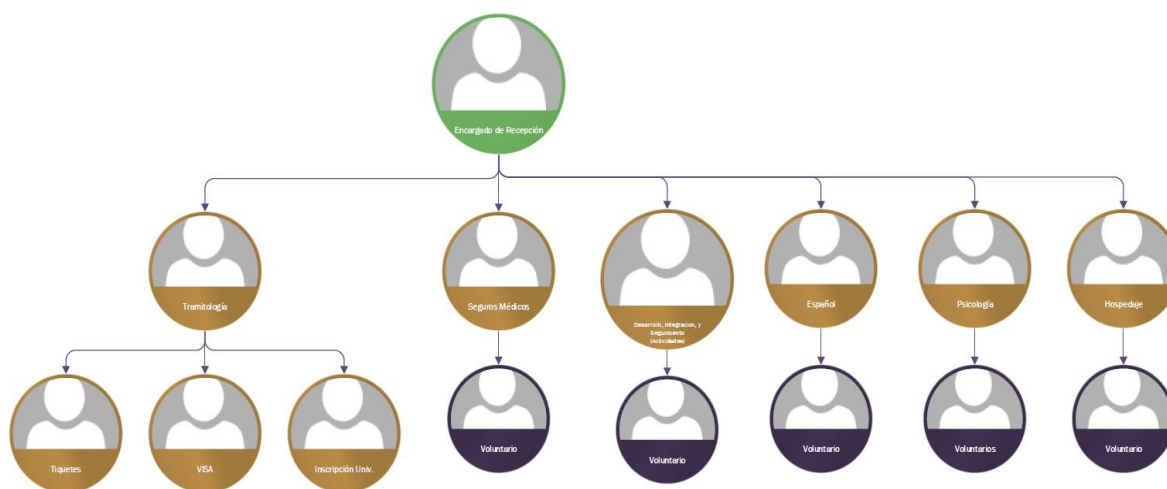 Encargado de Recepción
Tramitología
Seguros Médicos
Desarrollo, Integracion, y
Seguimiento
(Actividades)
Español
Psicología
Hospedaje
Tiquetes
VISA
Inscripción Univ.
Voluntario
Voluntario
Voluntario
Voluntarios
Voluntario